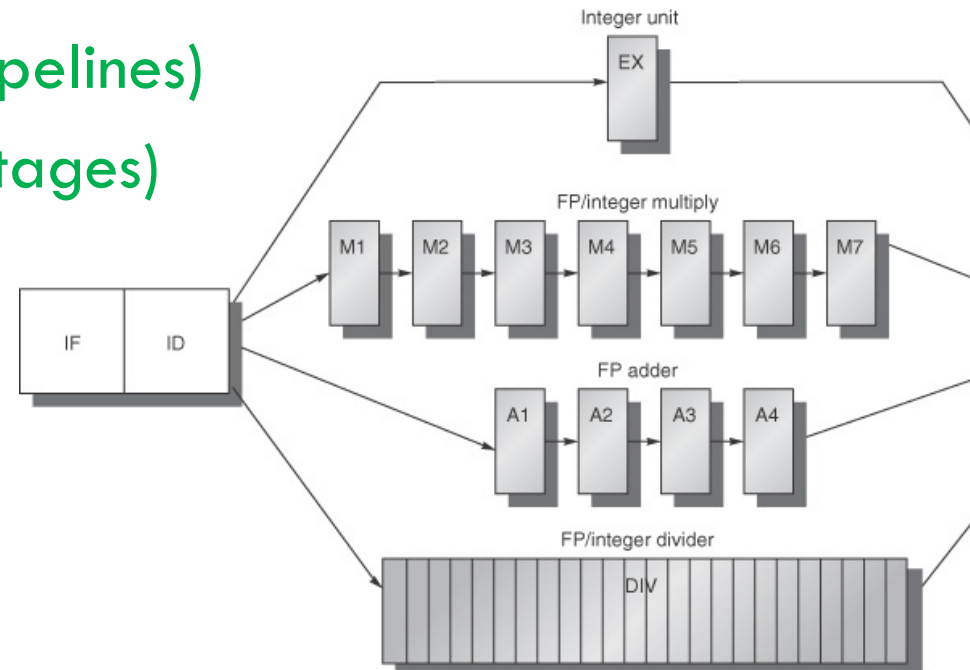 pelines)
tages)
Integer unit
EX
FP/integer multiply
M1 M2 M3 M4 M5 M6 M7
IF ID
FP adder
A1 A2 A3 A4
FP/integer divider
DIV